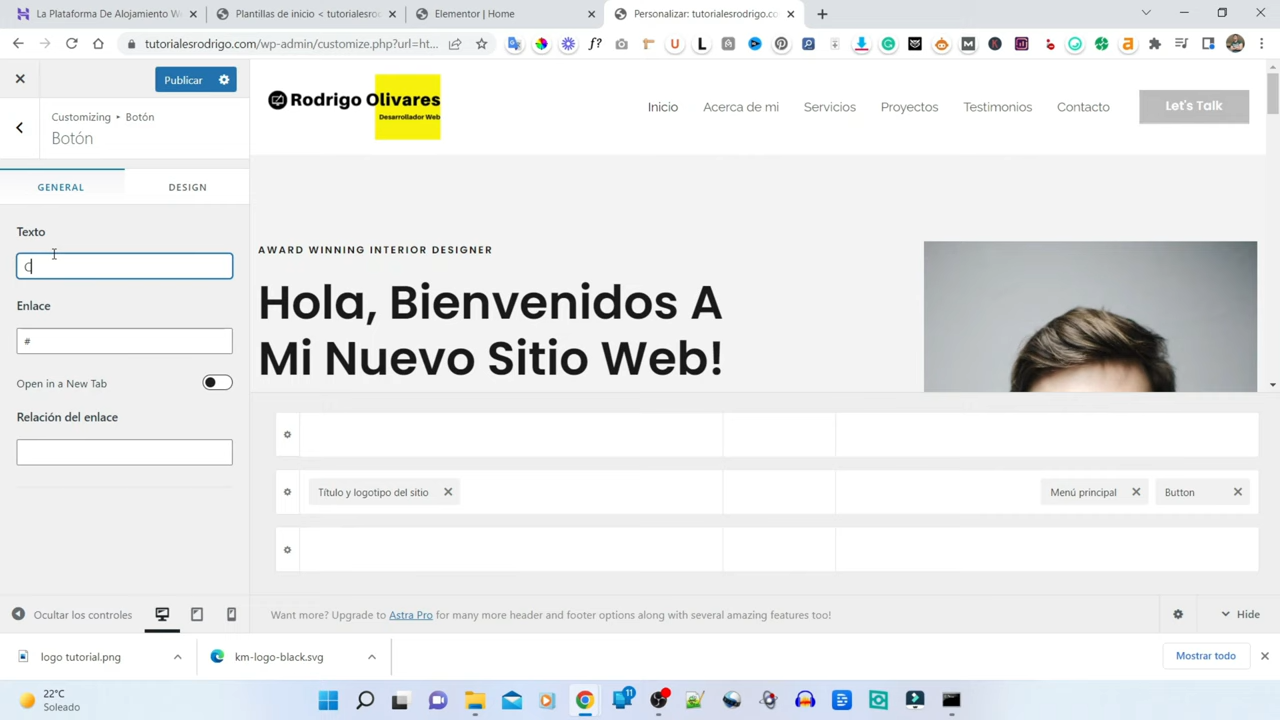 La Plataforma De Alojamiento W
Plantillas de inicio < tutorialesrou
Elementor | Home
Personalizar: tutorialesrodrigo.co
tutorialesrodrigo.com/wp-admin/customize.php?url=ht...
Publicar
Customizing ▸ Botón
Botón
GENERAL
DESIGN
Texto
C
Enlace
#
Open in a New Tab
Relación del enlace
Ocultar los controles
Rodrigo Olivares
Desarrollador Web
Inicio
Acerca de mi
Servicios
Proyectos
Testimonios
Contacto
Let's Talk
AWARD WINNING INTERIOR DESIGNER
Hola, Bienvenidos A
Mi Nuevo Sitio Web!
Título y logotipo del sitio
Menú principal
Button
Want more? Upgrade to Astra Pro for many more header and footer options along with several amazing features too!
Hide
logo tutorial.png
km-logo-black.svg
Mostrar todo
22°C
Soleado
11